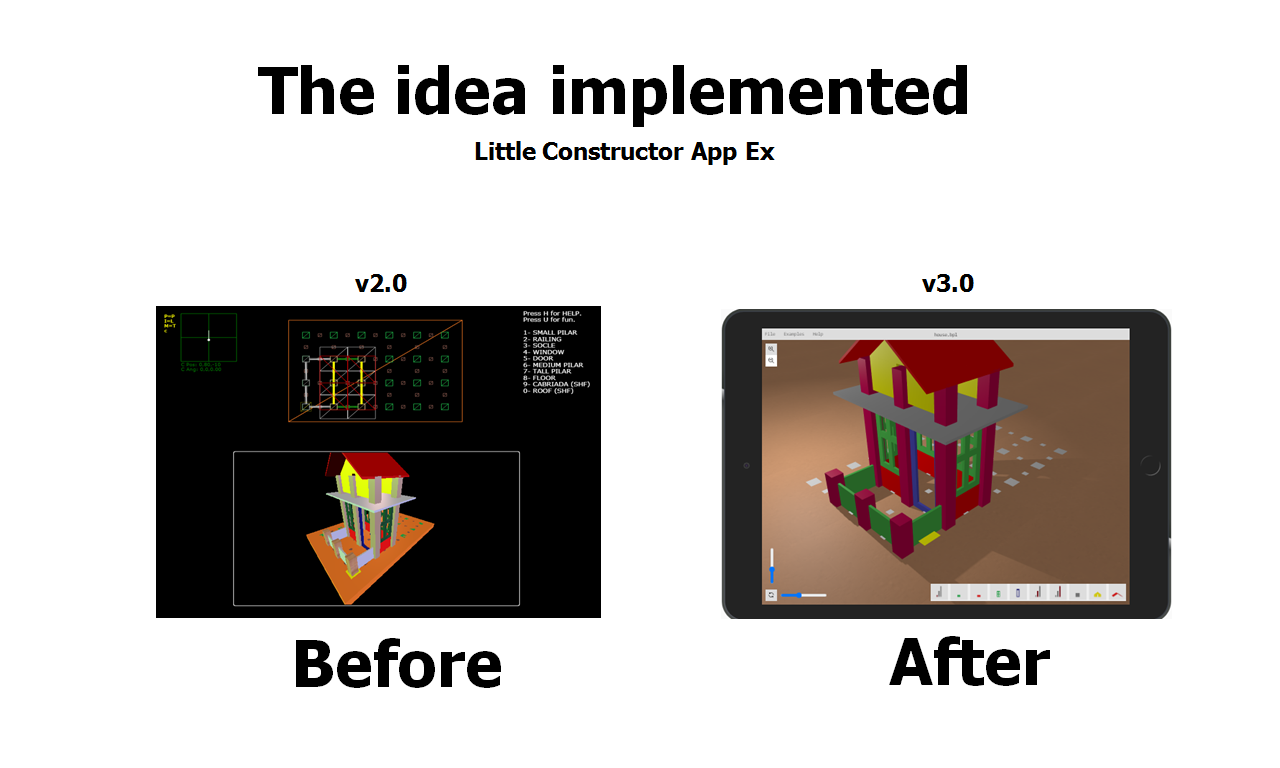 The idea implemented
Little Constructor App Ex
v2.0
v3.0
P=P
I=L
M=T
Press H for HELP.
Press U for fun.
1- SMALL PILAR
2- RAILING
3- SOCLE
4- WINDOW
5- DOOR
6- MEDIUM PILAR
7- TALL PILAR
8- FLOOR
9- CABRIADA (SHF)
0- ROOF (SHF)
File Examples Help
Before
After